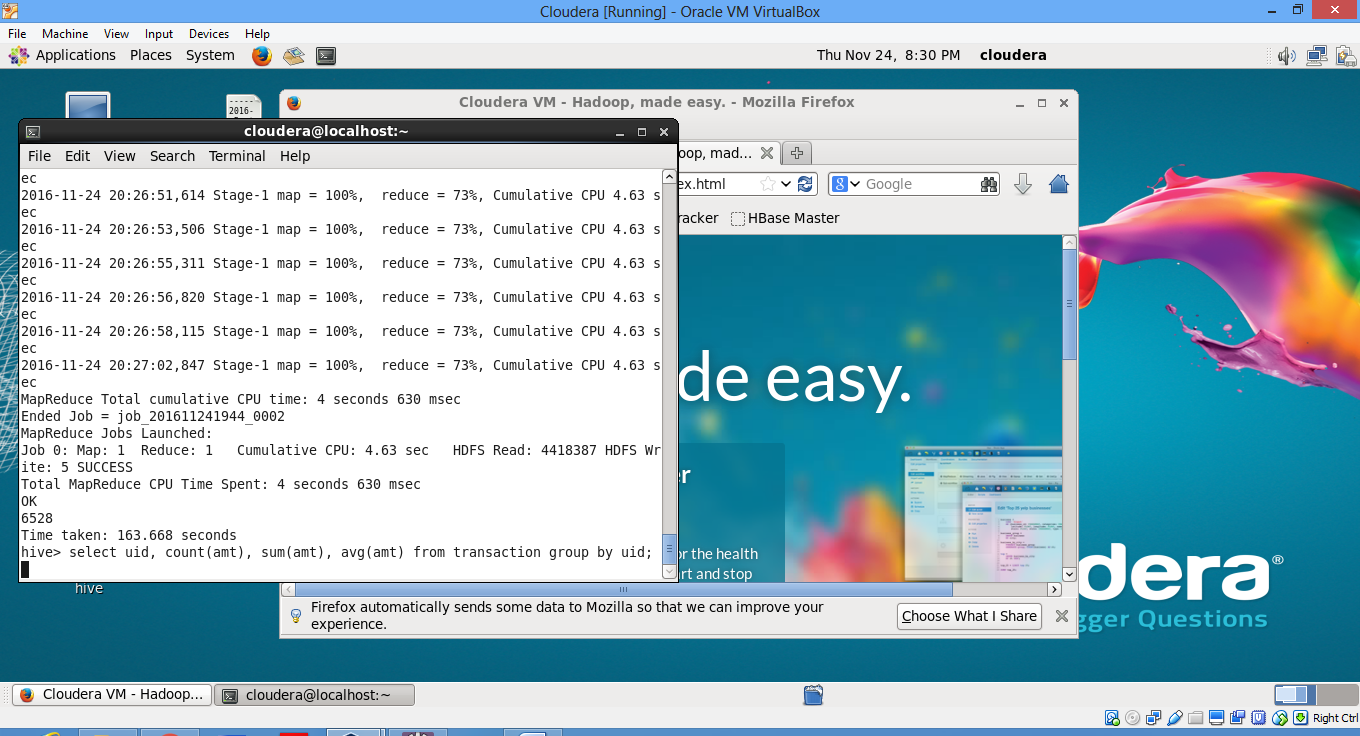 Cloudera [Running] - Oracle VM VirtualBox
File Machine View Input Devices Help
Applications Places System Thu Nov 24, 8:30 PM cloudera
2016-
Cloudera VM - Hadoop, made easy. - Mozilla Firefox
cloudera@localhost:~
File Edit View Search Terminal Help
oop, mad...
ex.html Google
racker HBase Master
ec
2016-11-24 20:26:51,614 Stage-1 map = 100%,  reduce = 73%, Cumulative CPU 4.63 s
ec
2016-11-24 20:26:53,506 Stage-1 map = 100%,  reduce = 73%, Cumulative CPU 4.63 s
ec
2016-11-24 20:26:55,311 Stage-1 map = 100%,  reduce = 73%, Cumulative CPU 4.63 s
ec
2016-11-24 20:26:56,820 Stage-1 map = 100%,  reduce = 73%, Cumulative CPU 4.63 s
ec
2016-11-24 20:26:58,115 Stage-1 map = 100%,  reduce = 73%, Cumulative CPU 4.63 s
ec
2016-11-24 20:27:02,847 Stage-1 map = 100%,  reduce = 73%, Cumulative CPU 4.63 s
ec
MapReduce Total cumulative CPU time: 4 seconds 630 msec
Ended Job = job_201611241944_0002
MapReduce Jobs Launched:
Job 0: Map: 1  Reduce: 1   Cumulative CPU: 4.63 sec   HDFS Read: 4418387 HDFS Wr
ite: 5 SUCCESS
Total MapReduce CPU Time Spent: 4 seconds 630 msec
OK
6528
Time taken: 163.668 seconds
hive> select uid, count(amt), sum(amt), avg(amt) from transaction group by uid;
de easy.
er
or the health
art and stop
hive
dera®
gger Questions
Firefox automatically sends some data to Mozilla so that we can improve your
experience.
Choose What I Share
Cloudera VM - Hadoop... cloudera@localhost:~
Right Ctrl